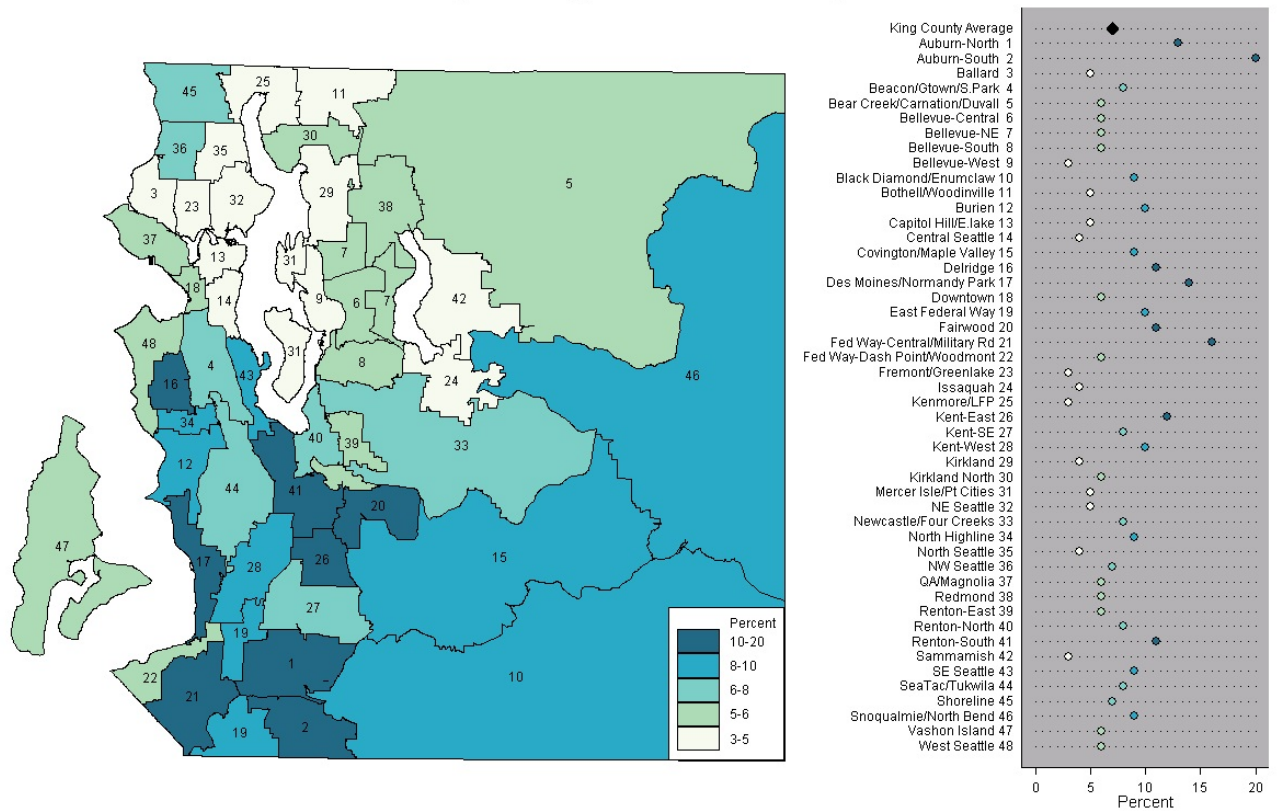 45
25
11
36
35
30
5
3
23
32
29
38
37
13
31
7
18
14
9
6
7
42
48
4
43
31
8
24
46
16
34
40
39
33
12
44
41
20
47
17
28
26
15
27
19
1
22
21
10
19
2
Percent
10-20
8-10
6-8
5-6
3-5
King County Average
Auburn-North 1
Auburn-South 2
Ballard 3
Beacon/Gtown/S.Park 4
Bear Creek/Carnation/Duvall 5
Bellevue-Central 6
Bellevue-NE 7
Bellevue-South 8
Bellevue-West 9
Black Diamond/Enumclaw 10
Bothell/Woodinville 11
Burien 12
Capitol Hill/E.lake 13
Central Seattle 14
Covington/Maple Valley 15
Delridge 16
Des Moines/Normandy Park 17
Downtown 18
East Federal Way 19
Fairwood 20
Fed Way-Central/Military Rd 21
Fed Way-Dash Point/Woodmont 22
Fremont/Greenlake 23
Issaquah 24
Kenmore/LFP 25
Kent-East 26
Kent-SE 27
Kent-West 28
Kirkland 29
Kirkland North 30
Mercer Isle/Pt Cities 31
NE Seattle 32
Newcastle/Four Creeks 33
North Highline 34
North Seattle 35
NW Seattle 36
QA/Magnolia 37
Redmond 38
Renton-East 39
Renton-North 40
Renton-South 41
Sammamish 42
SE Seattle 43
SeaTac/Tukwila 44
Shoreline 45
Snoqualmie/North Bend 46
Vashon Island 47
West Seattle 48
0 5 10 15 20
Percent